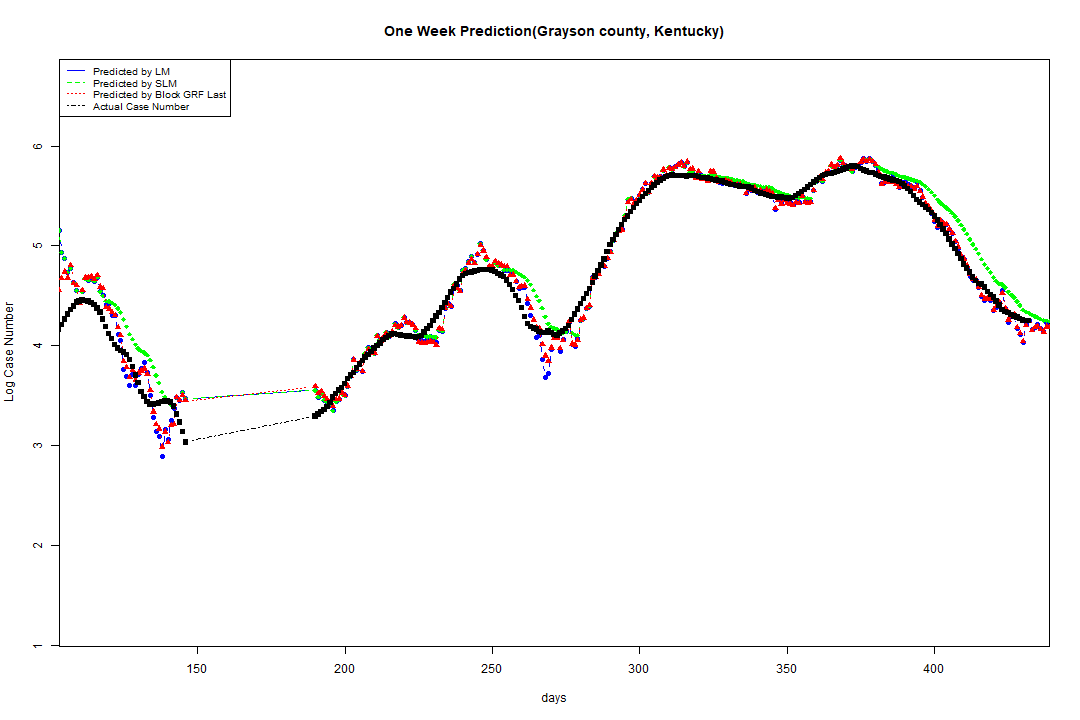 One Week Prediction(Grayson county, Kentucky)
Predicted by LM
Predicted by SLM
Predicted by Block GRF Last
Actual Case Number
Log Case Number
6
5
4
3
2
1
150 200 250 300 350 400
days